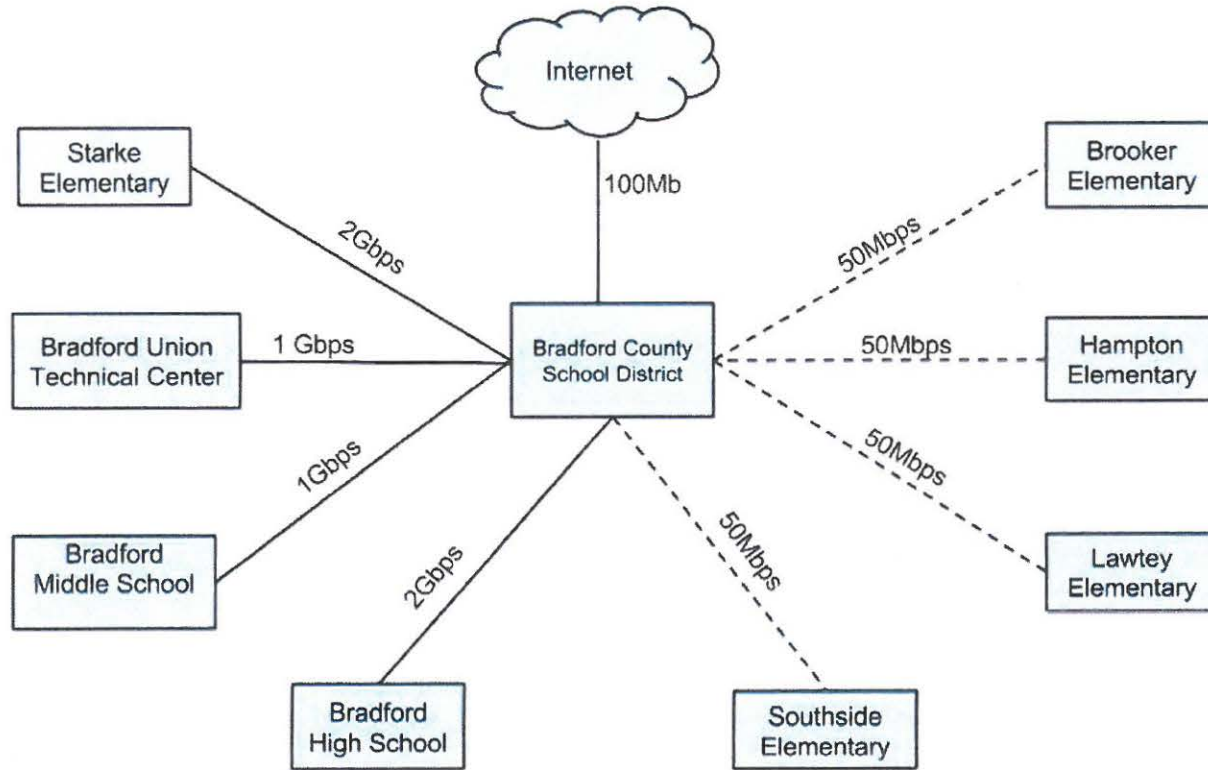 Internet
Starke
Elementary
Brooker
Elementary
100Mb
2Gbps
50Mbps
Bradford Union
Technical Center
1 Gbps
Bradford County
School District
50Mbps
Hampton
Elementary
1Gbps
50Mbps
Bradford
Middle School
Lawtey
Elementary
2Gbps
50Mbps
Bradford
High School
Southside
Elementary